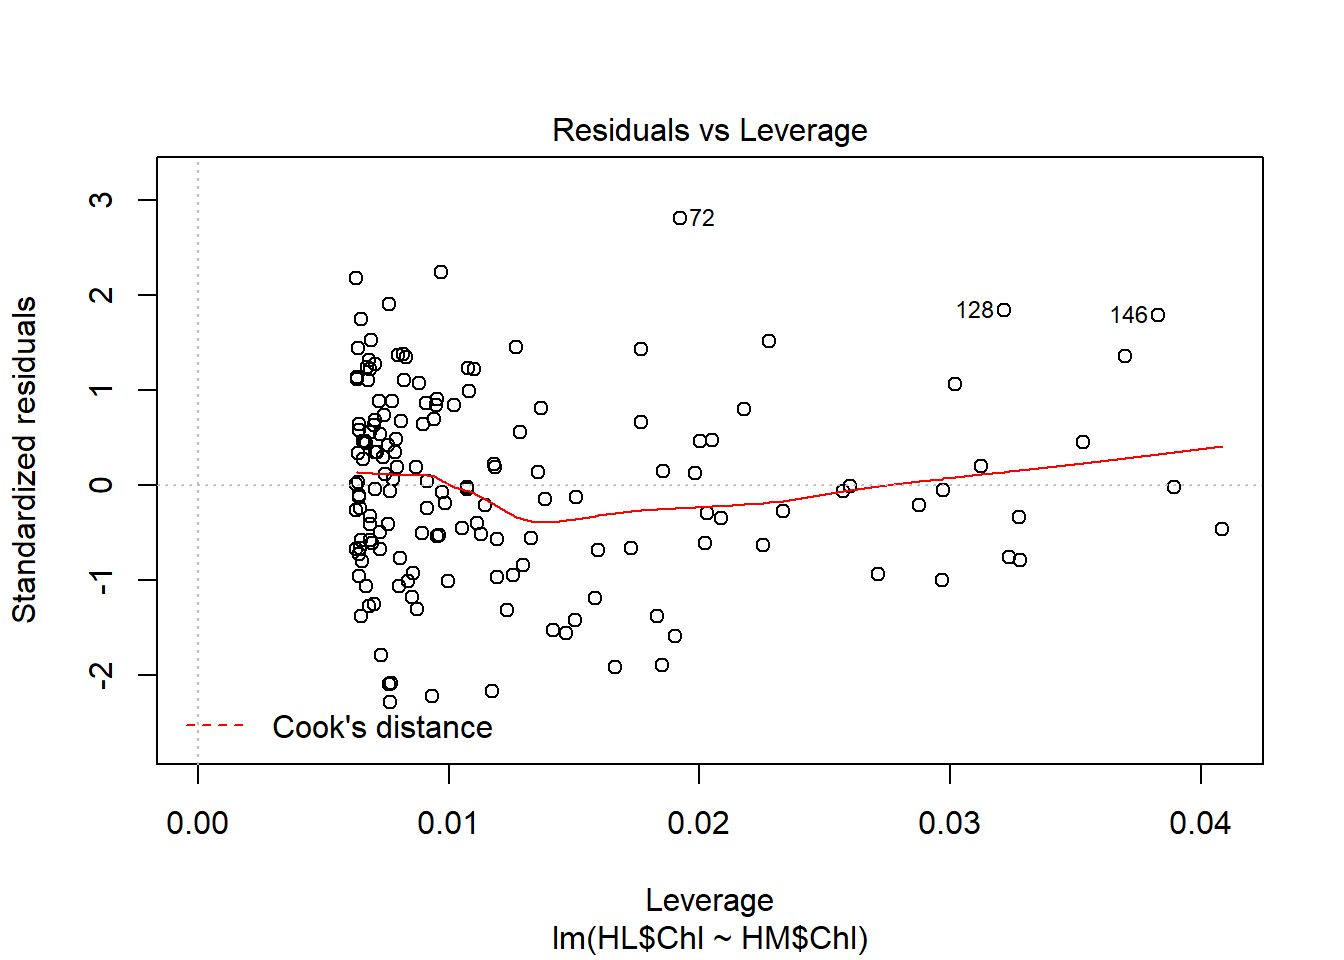 Residuals vs Leverage
Standardized residuals
3
2
1
0
-1
-2
72
128
146
Cook's distance
0.00 0.01 0.02 0.03 0.04
Leverage
lm(HL$Chl ~ HM$Chl)